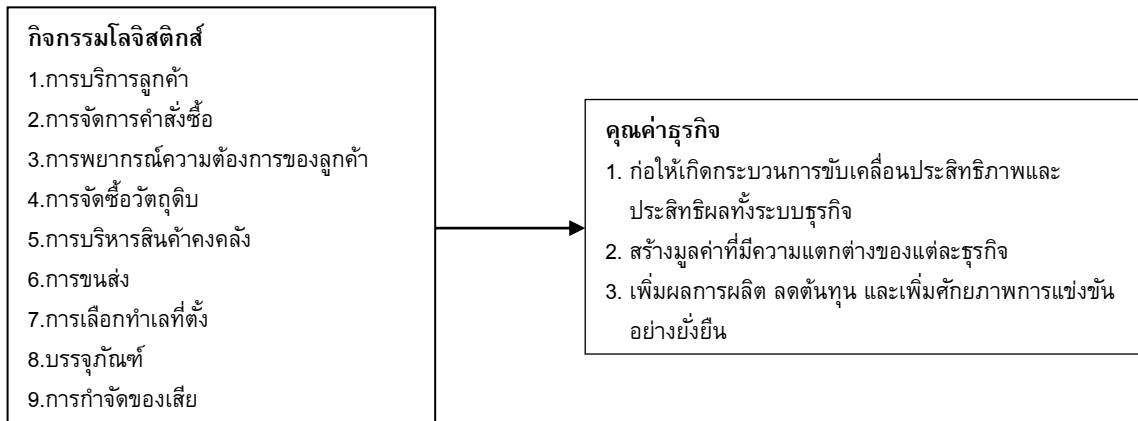 กิจกรรมโลจิสติกส์
1.การบริการลูกค้า
2.การจัดการคำสั่งซื้อ
3.การพยากรณ์ความต้องการของลูกค้า
4.การจัดซื้อวัตถุดิบ
5.การบริหารสินค้าคงคลัง
6.การขนส่ง
7.การเลือกทำเลที่ตั้ง
8.บรรจุภัณฑ์
9.การกำจัดของเสีย
คุณค่าธุรกิจ
1. ก่อให้เกิดกระบวนการขับเคลื่อนประสิทธิภาพและ
ประสิทธิผลทั้งระบบธุรกิจ
2. สร้างมูลค่าที่มีความแตกต่างของแต่ละธุรกิจ
3. เพิ่มผลการผลิต ลดต้นทุน และเพิ่มศักยภาพการแข่งขัน
อย่างยั่งยืน